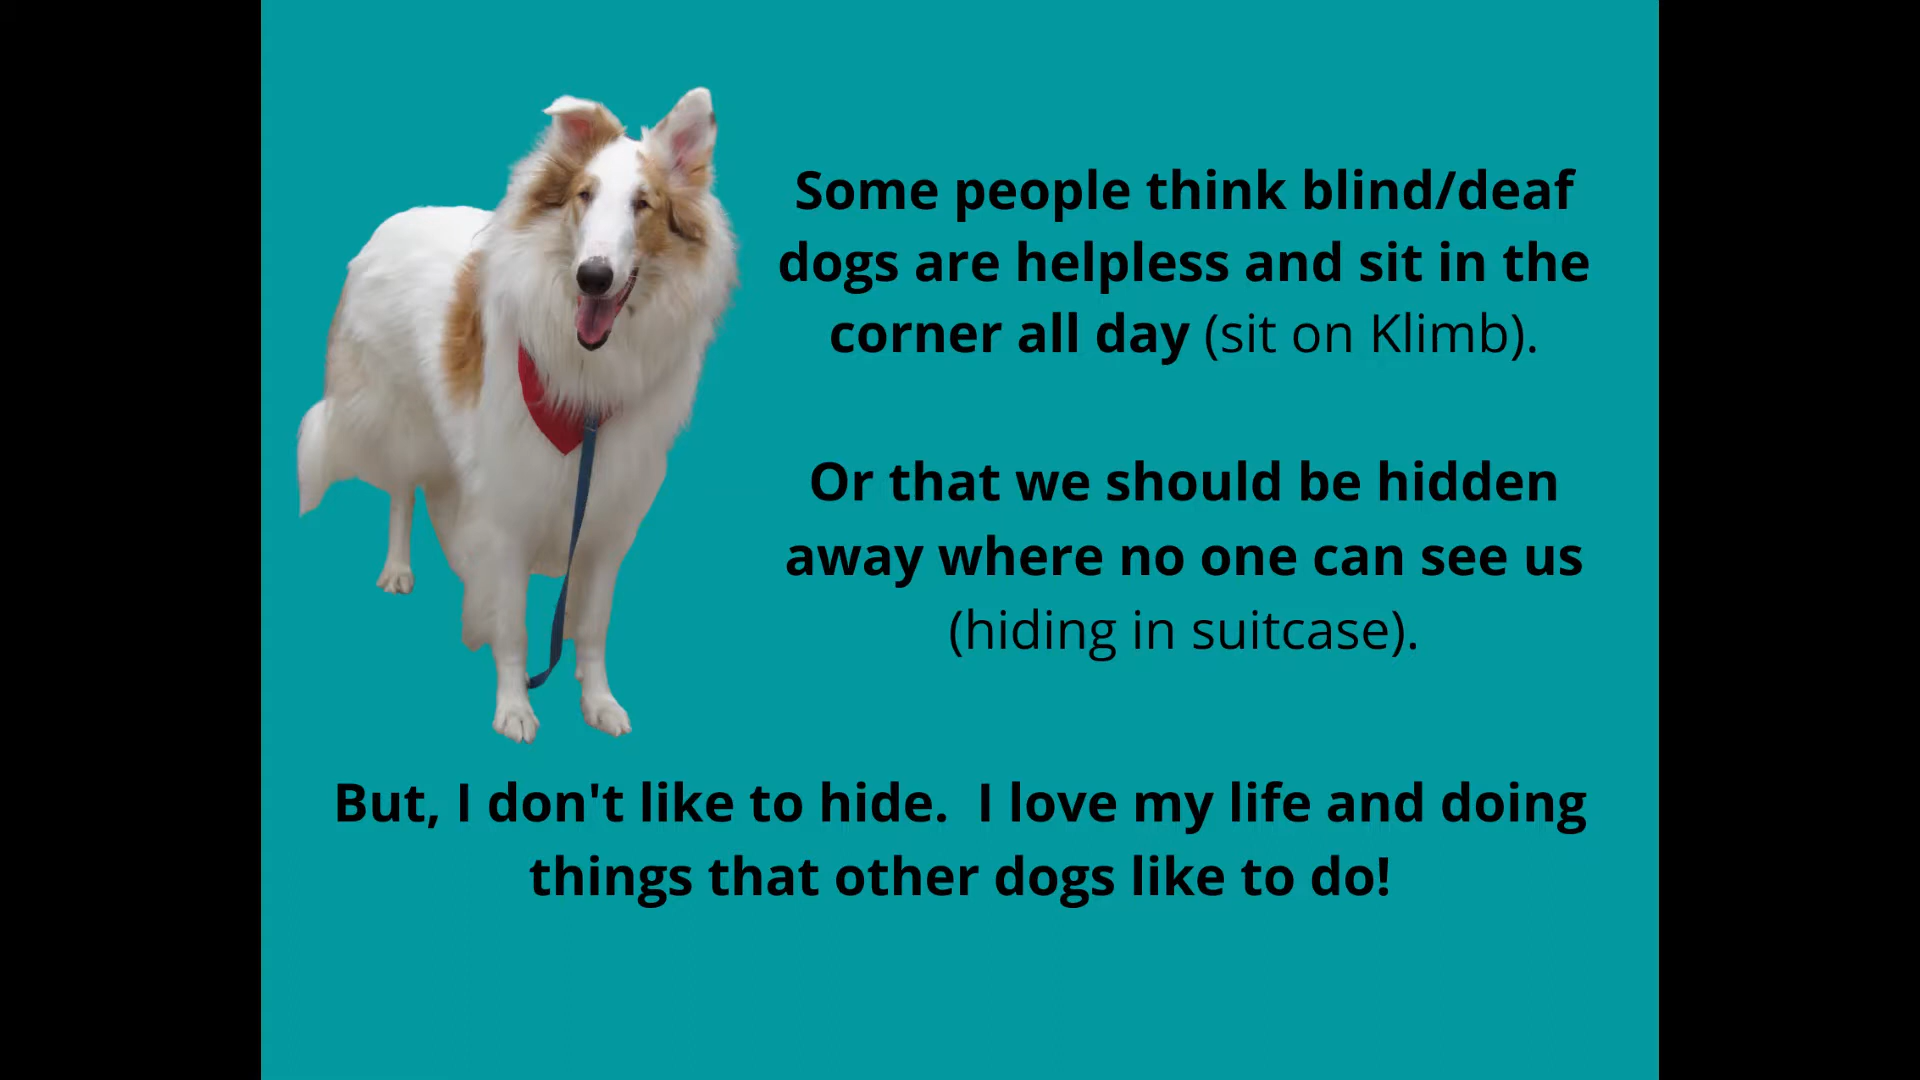 Some people think blind/deaf
dogs are helpless and sit in the
corner all day (sit on Klimb).
Or that we should be hidden
away where no one can see us
(hiding in suitcase).
But, I don't like to hide.  I love my life and doing
things that other dogs like to do!